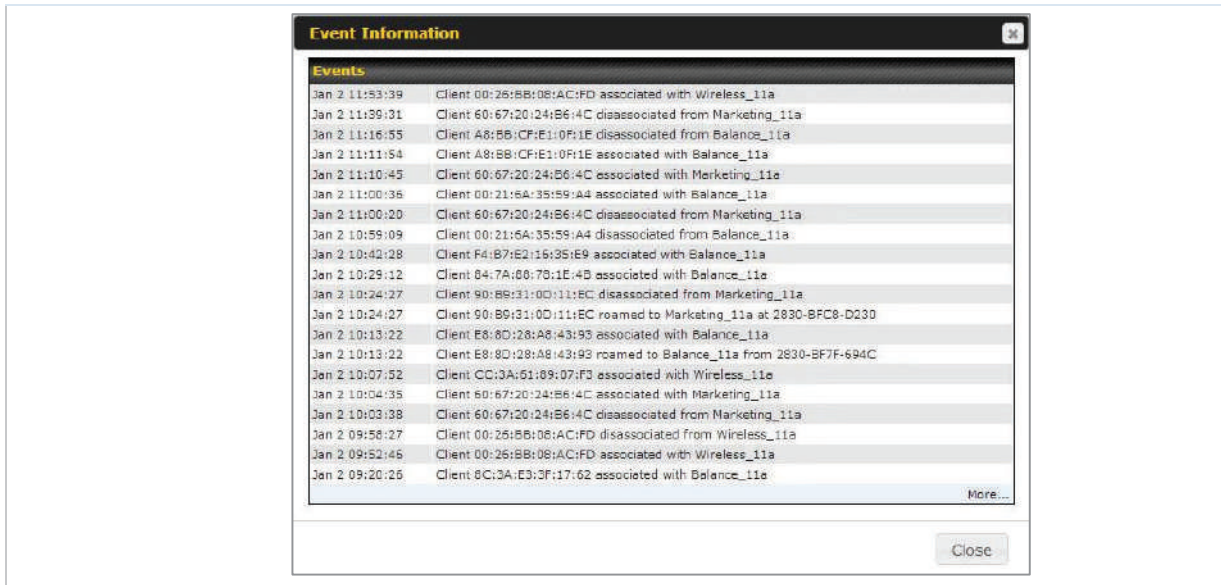 Event Information
Events
Jan 2 11:53:39 Client 00:26:BB:08:AC:FD associated with Wireless_11a
Jan 2 11:39:31 Client 60:67:20:24:B6:4C disassociated from Marketing_11a
Jan 2 11:16:55 Client A8:BB:CF:E1:0F:1E disassociated from Balance_11a
Jan 2 11:11:54 Client A8:BB:CF:E1:0F:1E associated with Balance_11a
Jan 2 11:10:45 Client 60:67:20:24:B6:4C associated with Marketing_11a
Jan 2 11:00:36 Client 00:21:6A:35:59:A4 associated with Balance_11a
Jan 2 11:00:20 Client 60:67:20:24:B6:4C disassociated from Marketing_11a
Jan 2 10:59:09 Client 00:21:6A:35:59:A4 disassociated from Balance_11a
Jan 2 10:42:28 Client F4:B7:E2:16:35:E9 associated with Balance_11a
Jan 2 10:29:12 Client 84:7A:88:78:1E:4B associated with Balance_11a
Jan 2 10:24:27 Client 90:B9:31:0D:11:EC disassociated from Marketing_11a
Jan 2 10:24:27 Client 90:B9:31:0D:11:EC roamed to Marketing_11a at 2830-BFC8-D230
Jan 2 10:13:22 Client E8:8D:28:A8:43:93 associated with Balance_11a
Jan 2 10:13:22 Client E8:8D:28:A8:43:93 roamed to Balance_11a from 2830-BF7F-694C
Jan 2 10:07:52 Client CC:3A:61:89:07:F3 associated with Wireless_11a
Jan 2 10:04:35 Client 60:67:20:24:B6:4C associated with Marketing_11a
Jan 2 10:03:38 Client 60:67:20:24:B6:4C disassociated from Marketing_11a
Jan 2 09:58:27 Client 00:26:BB:08:AC:FD disassociated from Wireless_11a
Jan 2 09:52:46 Client 00:26:BB:08:AC:FD associated with Wireless_11a
Jan 2 09:20:26 Client 8C:3A:E3:3F:17:62 associated with Balance_11a
More...
Close